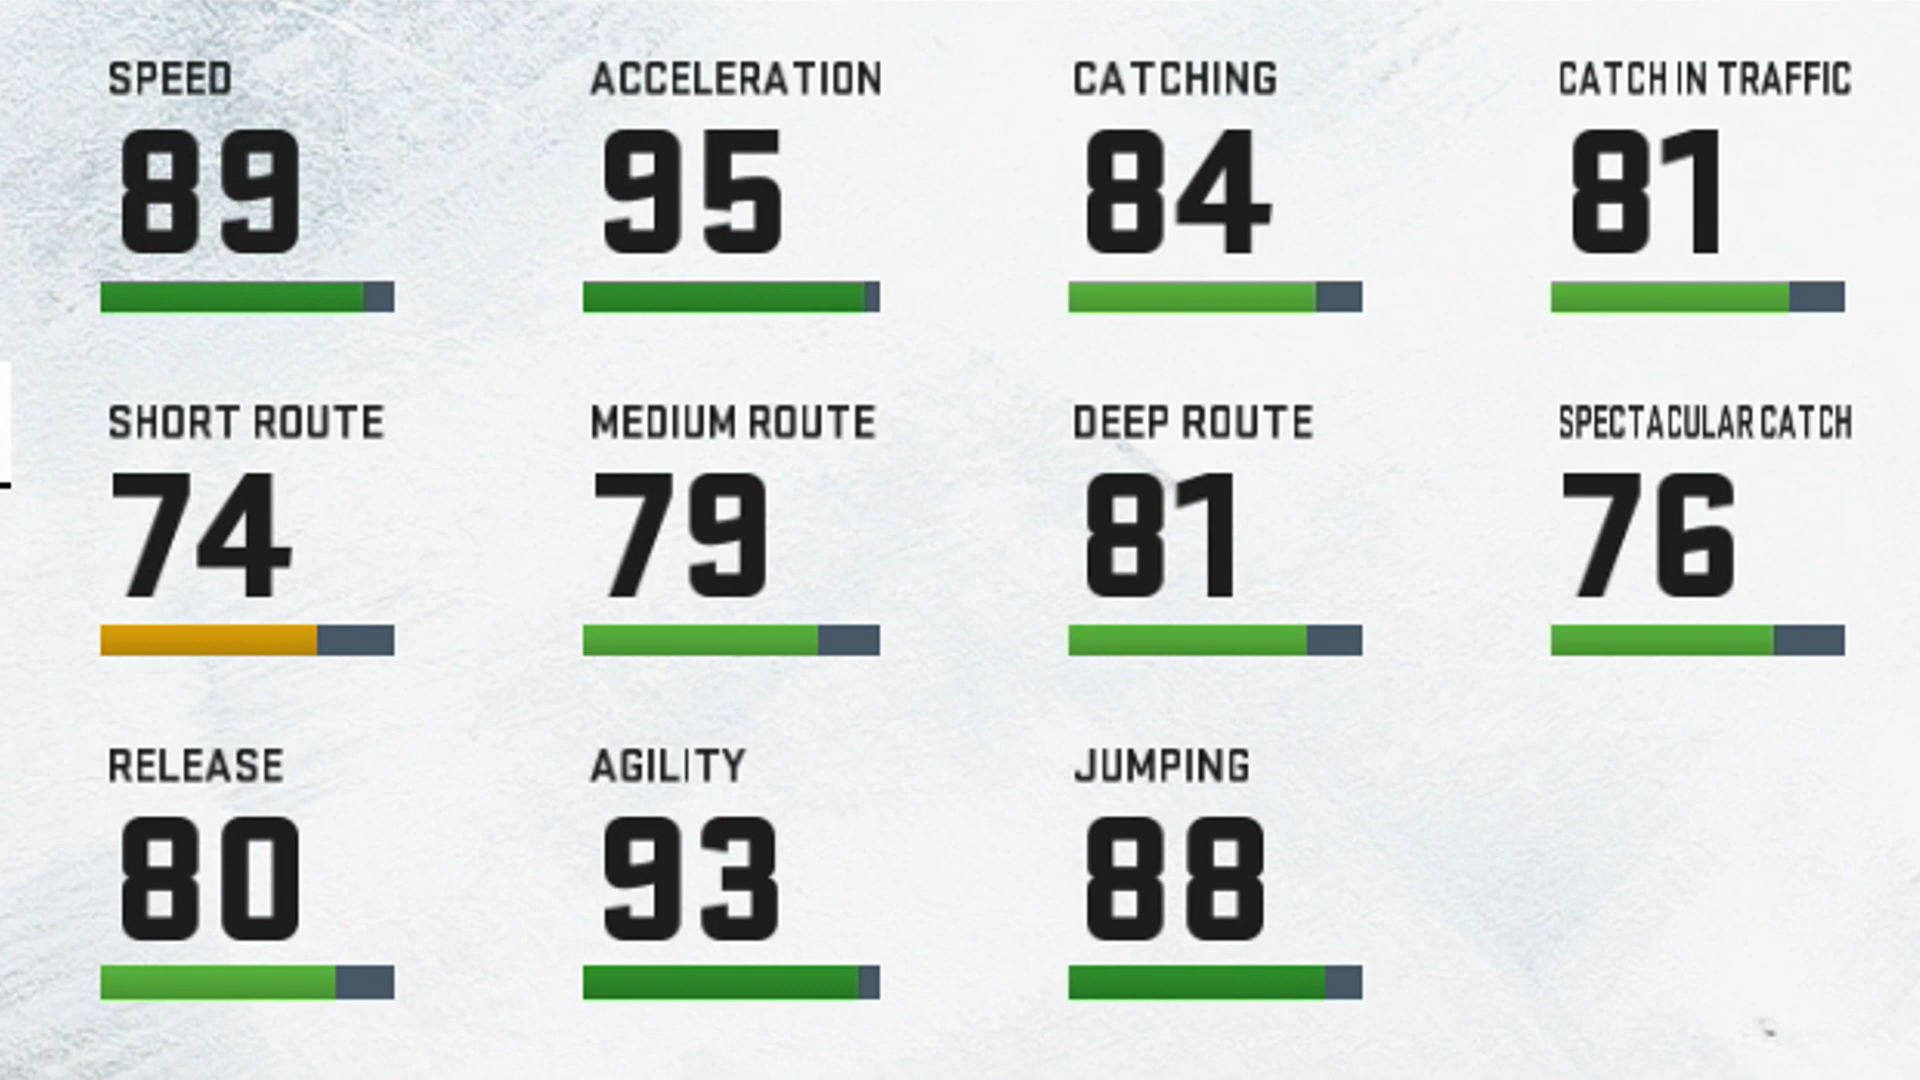 SPEED
89
ACCELERATION
95
CATCHING
84
CATCH IN TRAFFIC
81
SHORT ROUTE
74
MEDIUM ROUTE
79
DEEP ROUTE
81
SPECTACULAR CATCH
76
RELEASE
80
AGILITY
93
JUMPING
88